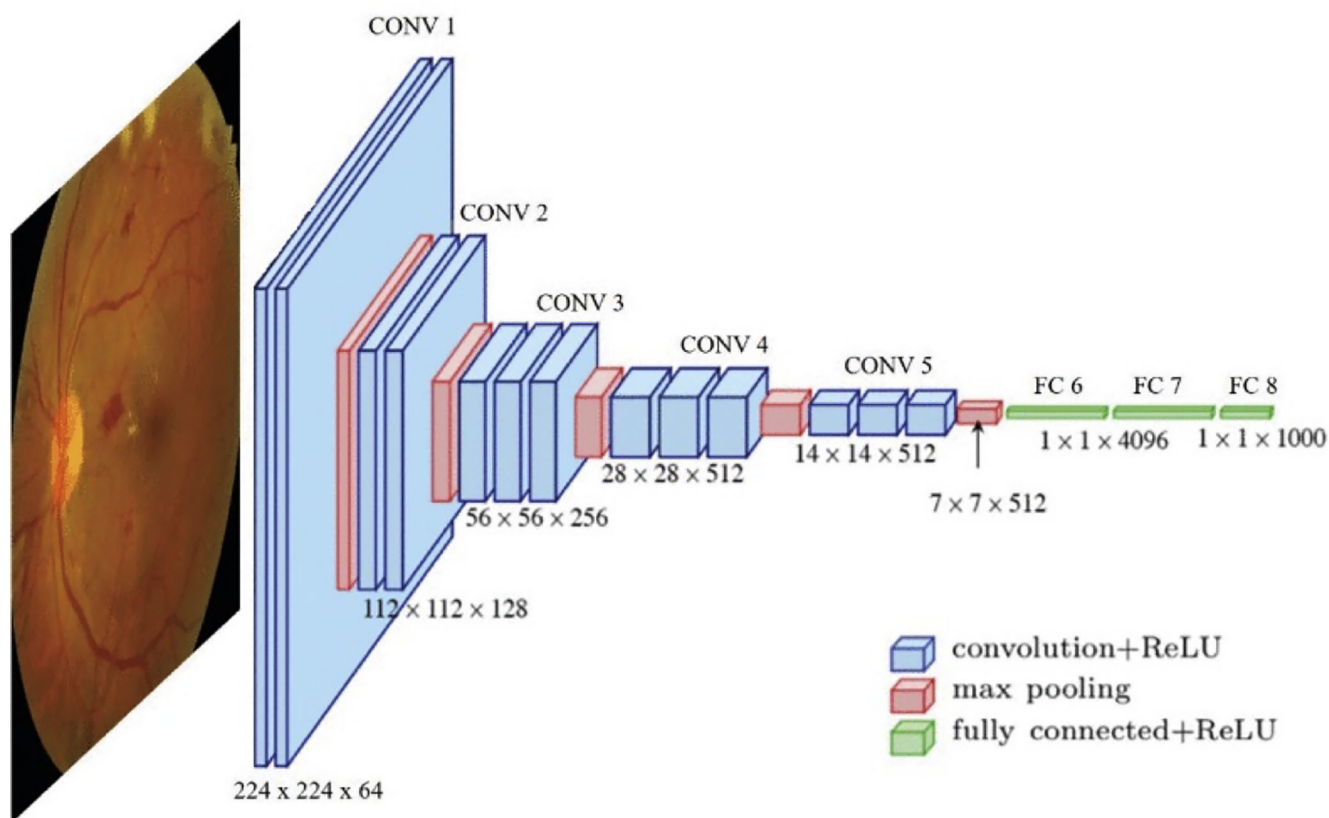 CONV 1
CONV 2
CONV 3
CONV 4
CONV 5
FC 6
FC 7
FC 8
1 × 1 × 4096
1 × 1 × 1000
14 × 14 × 512
28 × 28 × 512
7 × 7 × 512
56 × 56 × 256
112 × 112 × 128
224 x 224 x 64
convolution+ReLU
max pooling
fully connected+ReLU